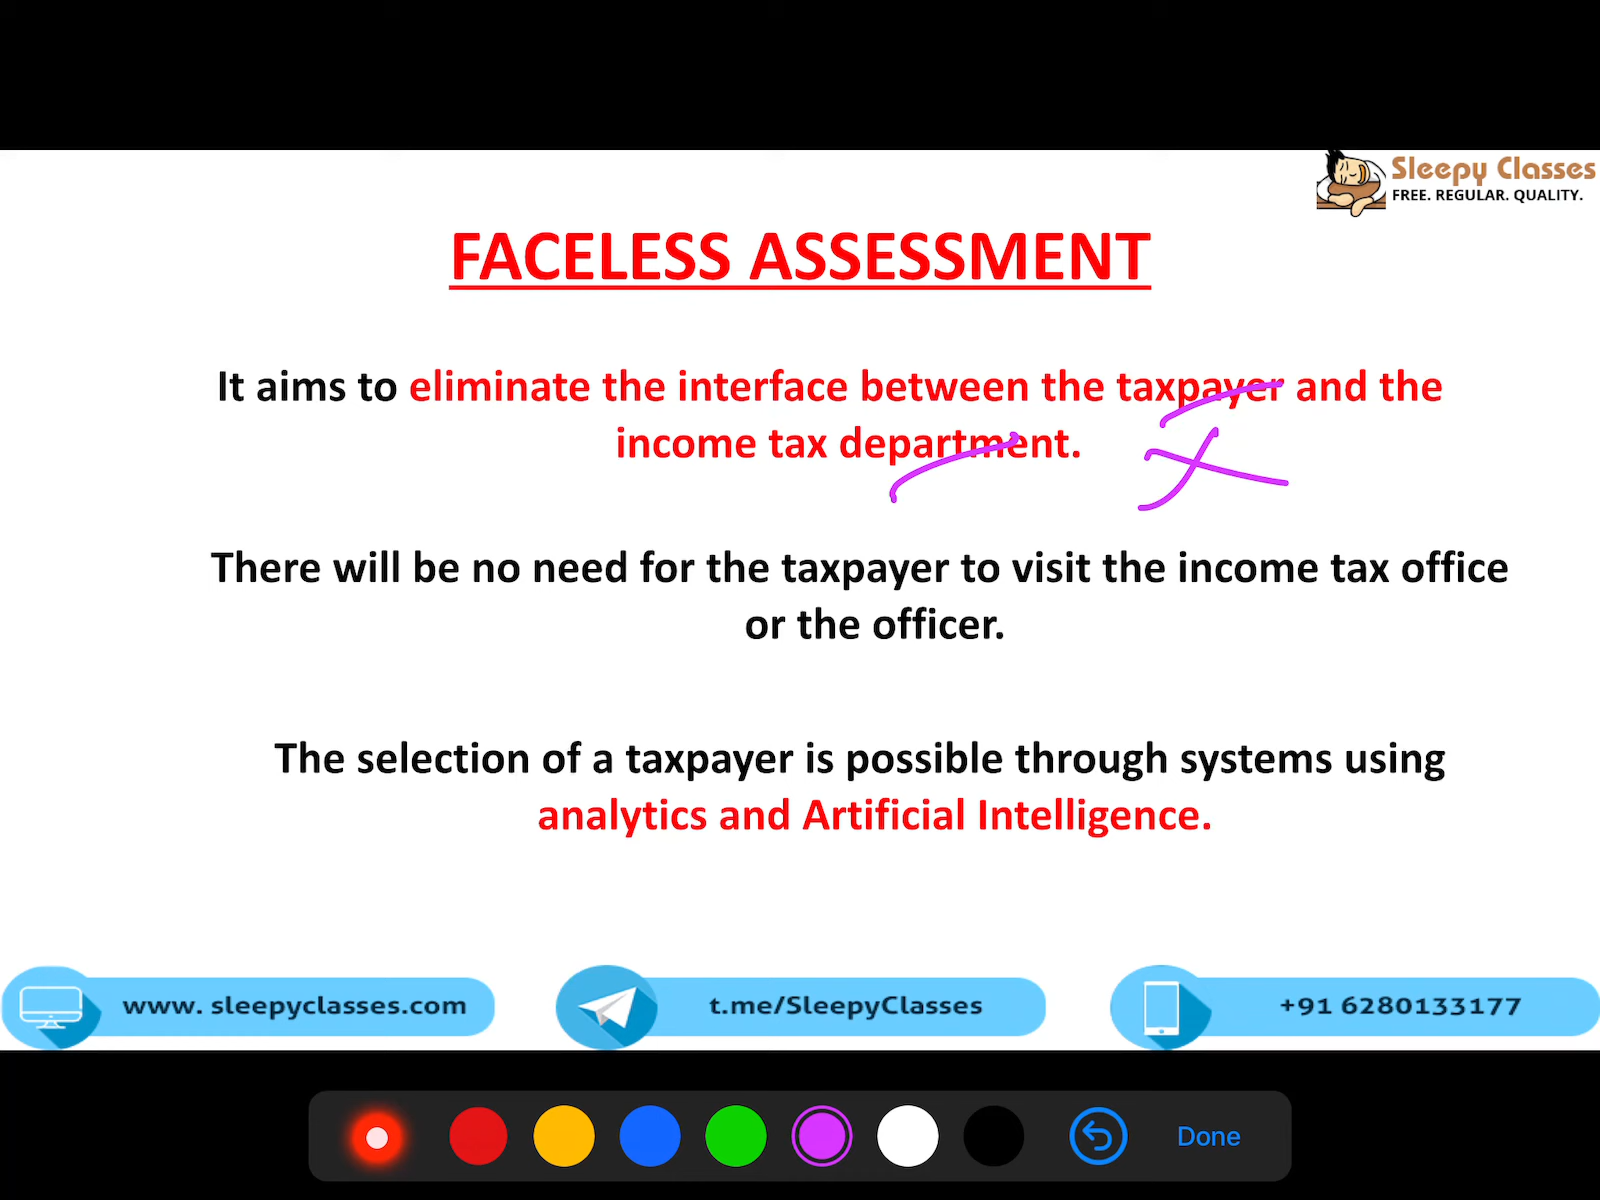 Sleepy Classes
FREE. REGULAR. QUALITY.
FACELESS ASSESSMENT
It aims to eliminate the interface between the taxpayer and the
income tax department.
There will be no need for the taxpayer to visit the income tax office
or the officer.
The selection of a taxpayer is possible through systems using
analytics and Artificial Intelligence.
www. sleepyclasses.com
t.me/SleepyClasses
+91 6280133177
Done